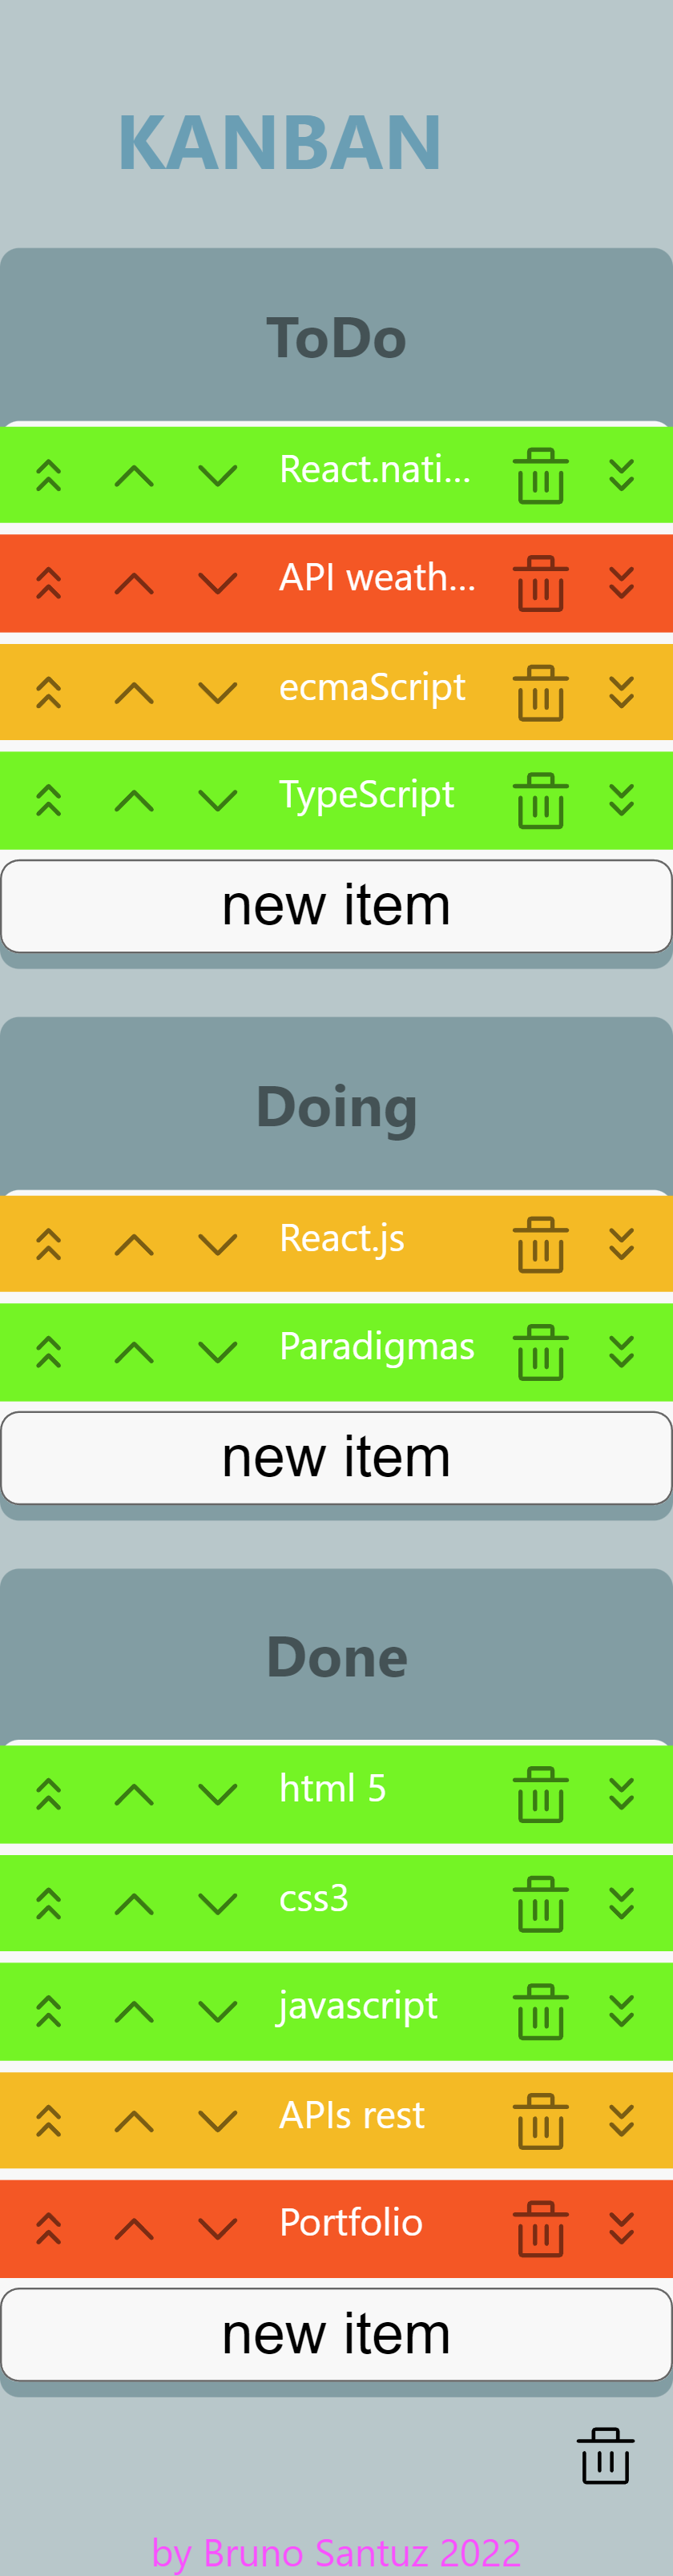 KANBAN
ToDo
React.nati...
API weath...
ecmaScript
TypeScript
new item
Doing
React.js
Paradigmas
new item
Done
html 5
css3
javascript
APIs rest
Portfolio
new item
by Bruno Santuz 2022